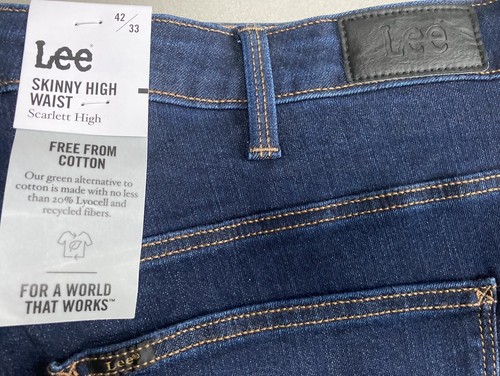 42
33
Lee
SKINNY HIGH
WAIST
Scarlett High
FREE FROM
COTTON
Our green alternative to
cotton is made with no less
than 20% Lyocell and
recycled fibers.
FOR A WORLD
THAT WORKS™
Lee
Lee